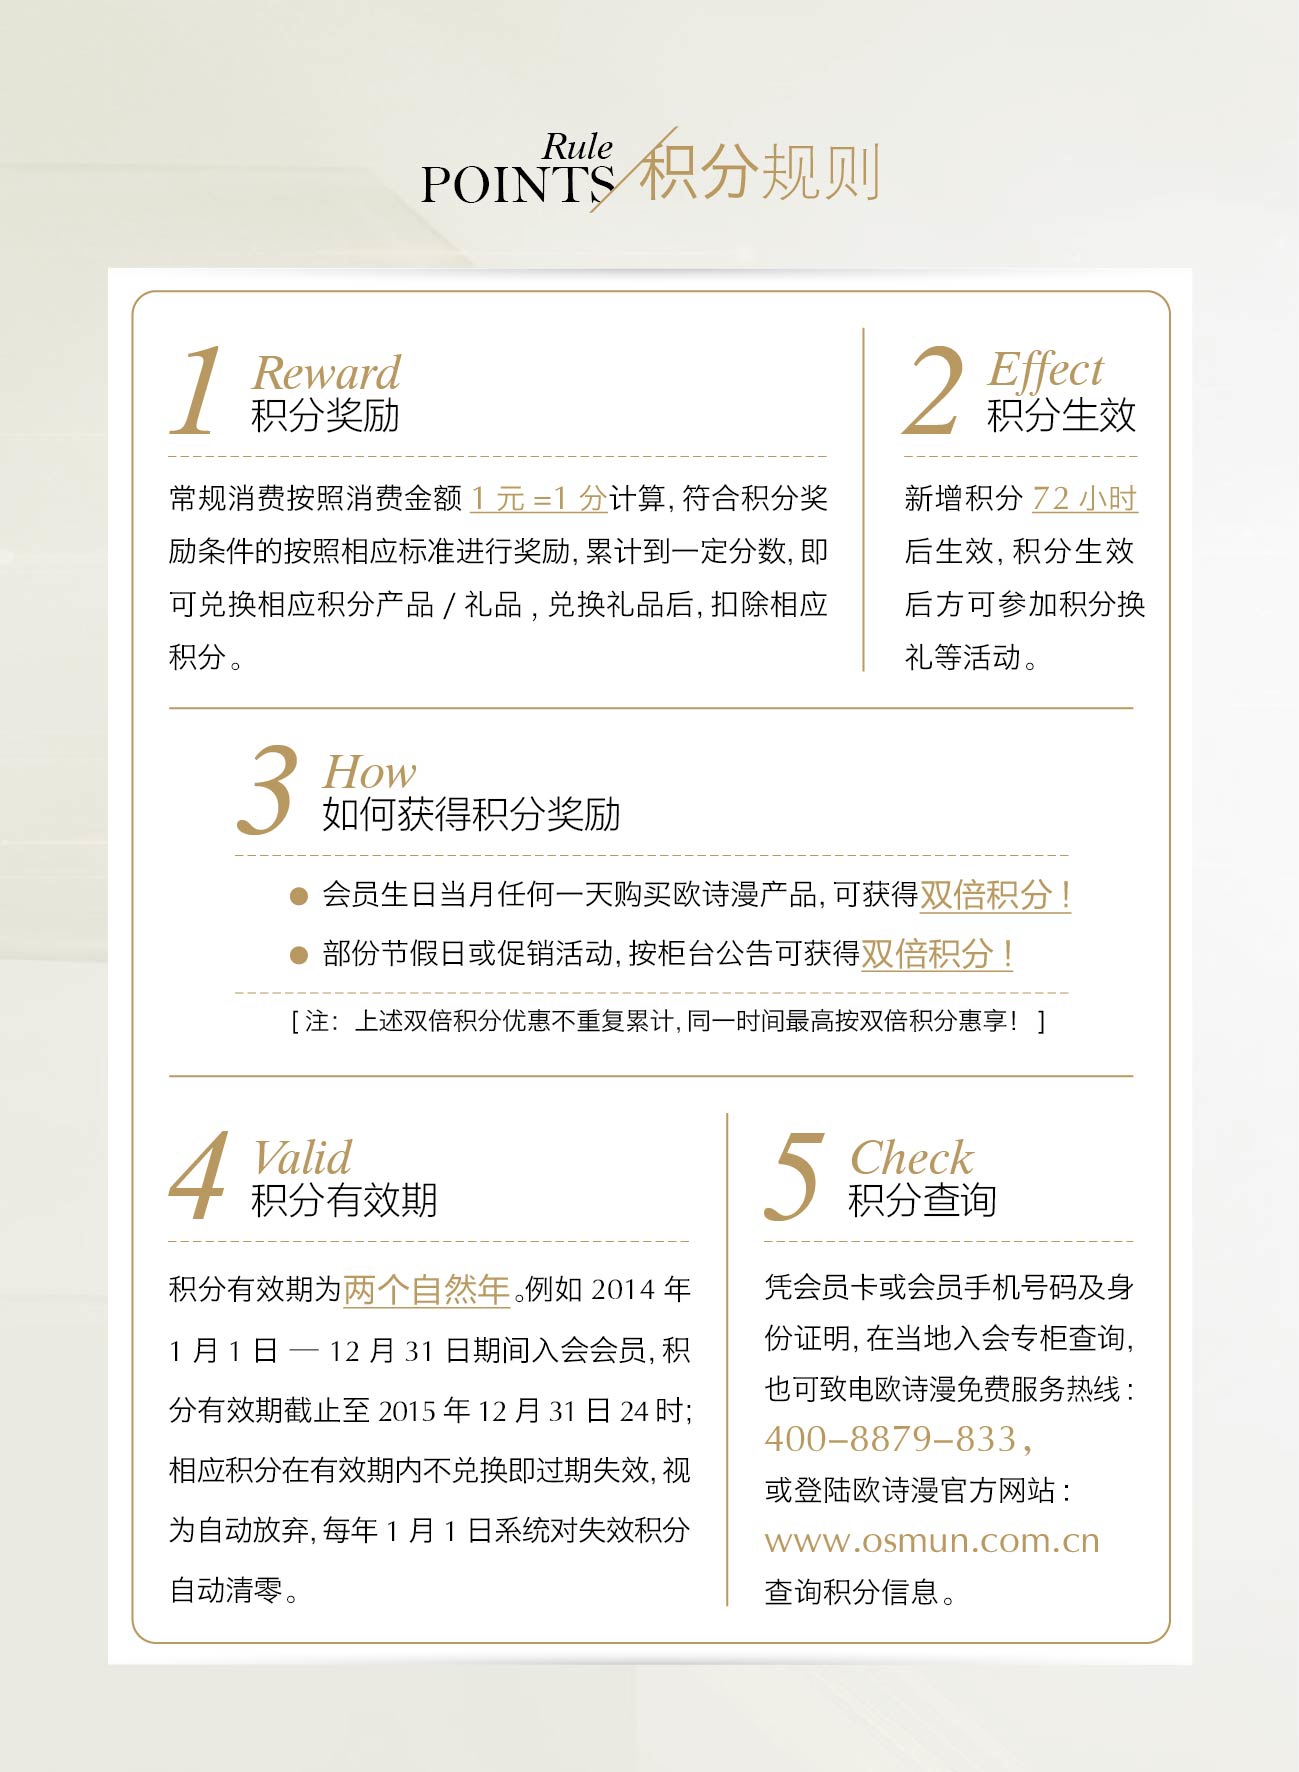 Rule
POINTS
积分规则
1
Reward
积分奖励
常规消费按照消费金额 1 元 =1 分计算, 符合积分奖
励条件的按照相应标准进行奖励, 累计到一定分数, 即
可兑换相应积分产品 / 礼品 , 兑换礼品后, 扣除相应
积分。
2
Effect
积分生效
新增积分 72 小时
后生效, 积分生效
后方可参加积分换
礼等活动。
3
How
如何获得积分奖励
● 会员生日当月任何一天购买欧诗漫产品, 可获得双倍积分！
● 部份节假日或促销活动, 按柜台公告可获得双倍积分！
[ 注：上述双倍积分优惠不重复累计, 同一时间最高按双倍积分惠享！ ]
4
Valid
积分有效期
积分有效期为两个自然年。例如 2014 年
1 月 1 日 — 12 月 31 日期间入会会员, 积
分有效期截止至 2015 年 12 月 31 日 24 时;
相应积分在有效期内不兑换即过期失效, 视
为自动放弃, 每年 1 月 1 日系统对失效积分
自动清零。
5
Check
积分查询
凭会员卡或会员手机号码及身
份证明, 在当地入会专柜查询,
也可致电欧诗漫免费服务热线 :
400-8879-833 ,
或登陆欧诗漫官方网站 :
www.osmun.com.cn
查询积分信息。